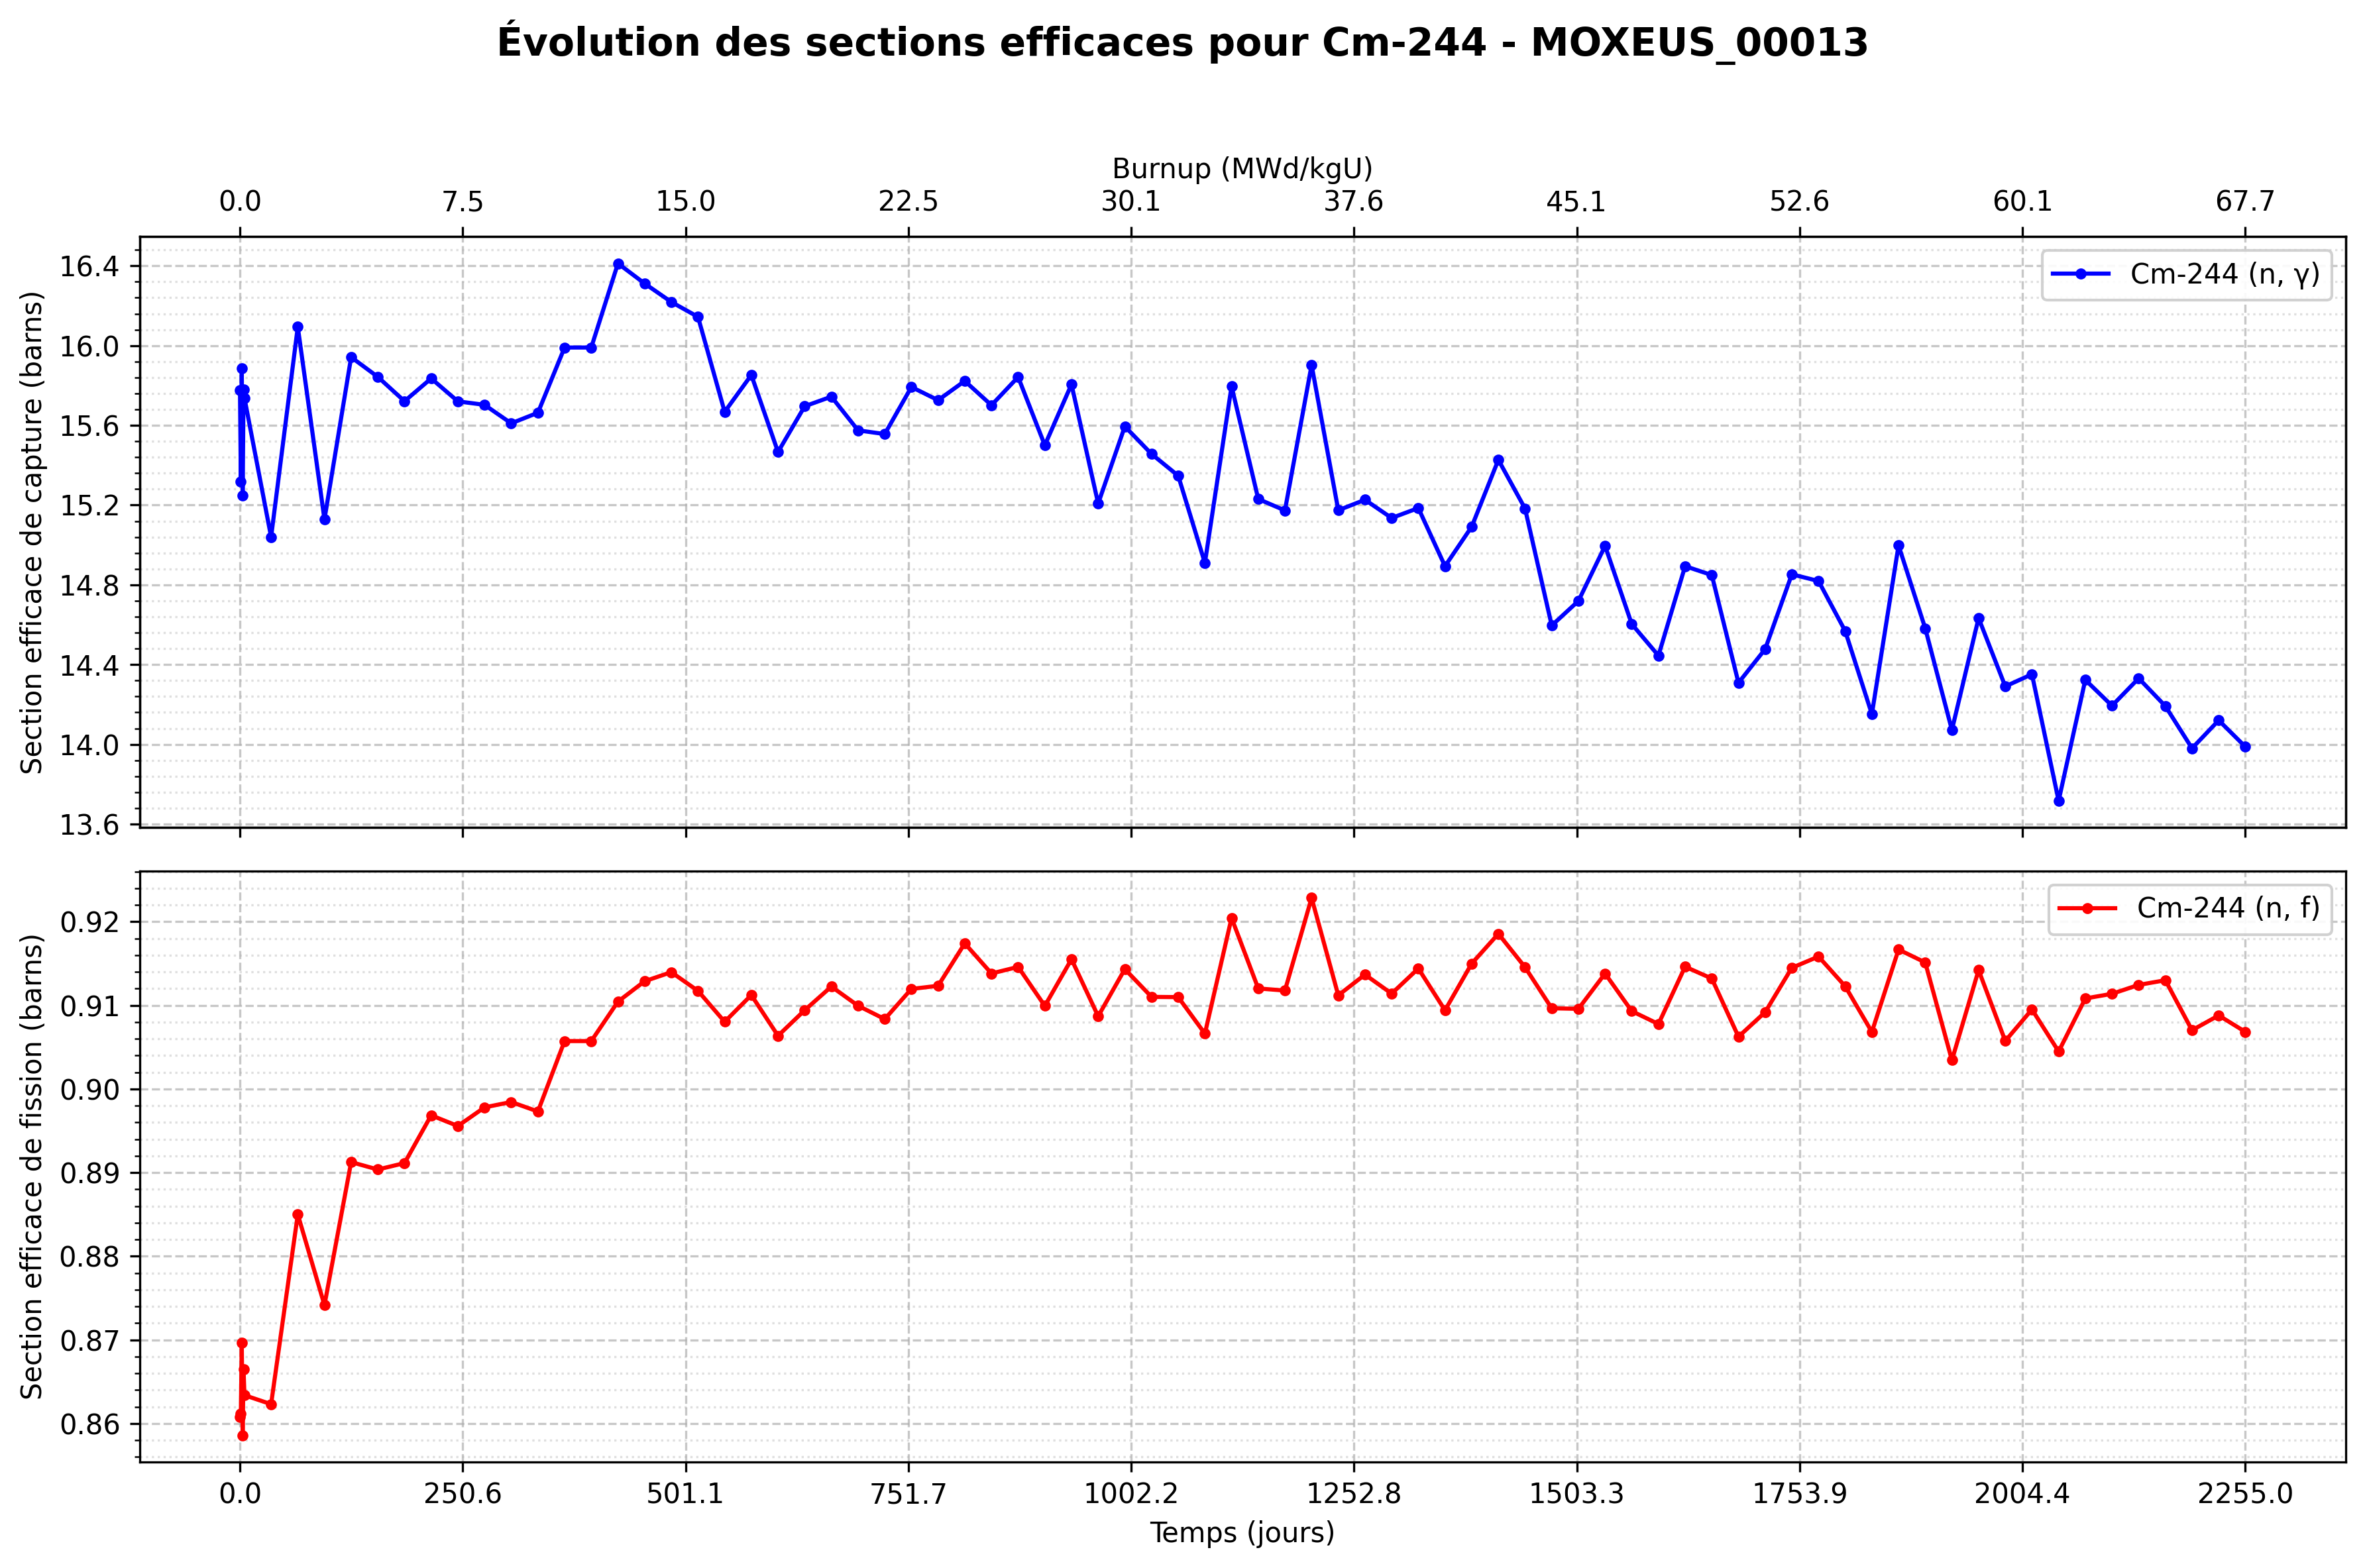 Évolution des sections efficaces pour Cm-244 - MOXEUS_00013
Burnup (MWd/kgU)
0.0 7.5 15.0 22.5 30.1 37.6 45.1 52.6 60.1 67.7
Section efficace de capture (barns)
16.4
16.0
15.6
15.2
14.8
14.4
14.0
13.6
Cm-244 (n, γ)
Section efficace de fission (barns)
0.92
0.91
0.90
0.89
0.88
0.87
0.86
Cm-244 (n, f)
0.0 250.6 501.1 751.7 1002.2 1252.8 1503.3 1753.9 2004.4 2255.0
Temps (jours)